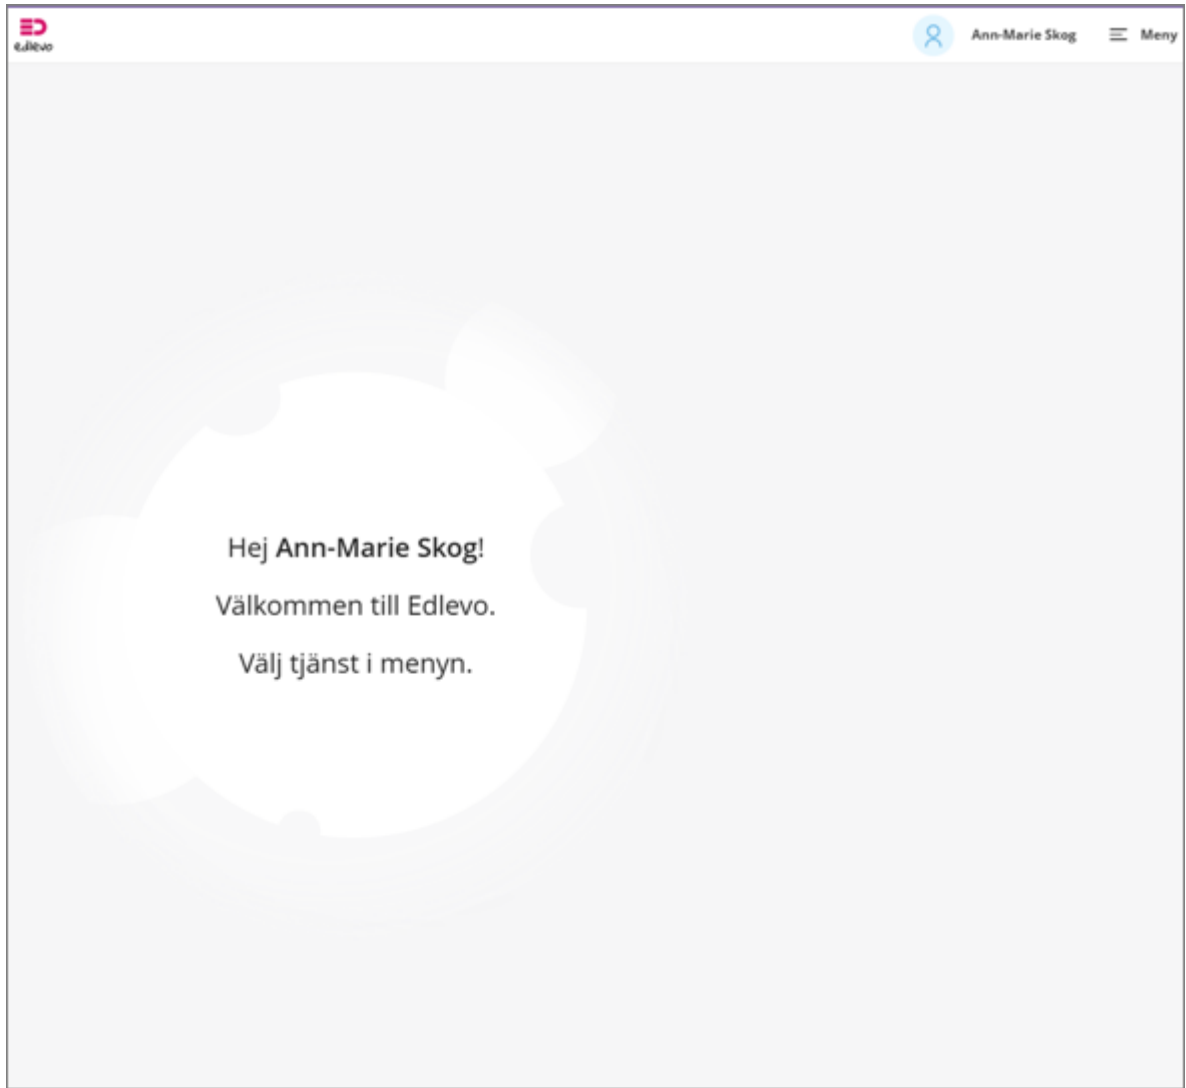 edlevo
Ann-Marie Skog
Meny
Hej Ann-Marie Skog!
Välkommen till Edlevo.
Välj tjänst i menyn.